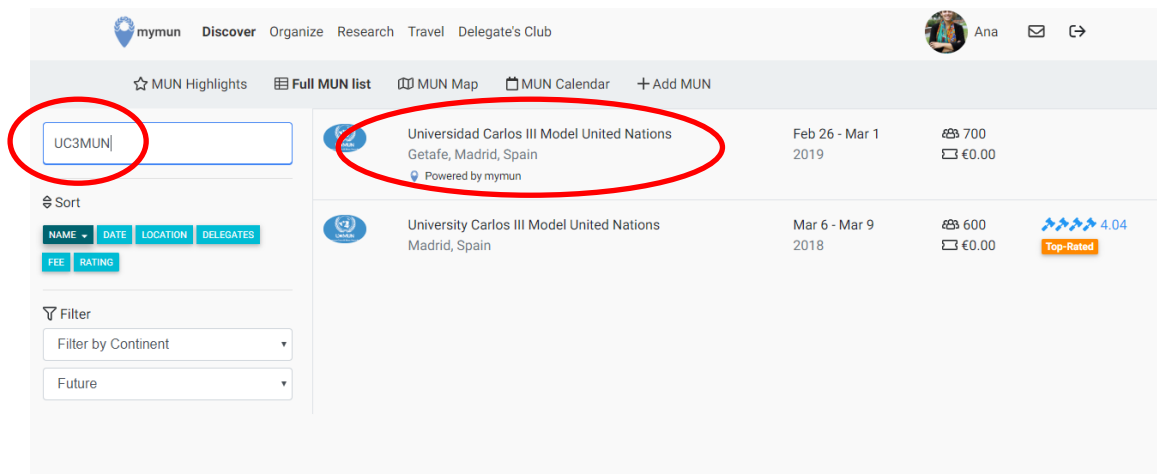 mymun Discover Organize Research Travel Delegate's Club Ana
MUN Highlights Full MUN list MUN Map MUN Calendar + Add MUN
UC3MUN
Sort
NAME DATE LOCATION DELEGATES
FEE RATING
Filter
Filter by Continent
Future
Universidad Carlos III Model United Nations Feb 26 - Mar 1 700
Getafe, Madrid, Spain 2019 €0.00
Powered by mymun
University Carlos III Model United Nations Mar 6 - Mar 9 600 4.04
Madrid, Spain 2018 €0.00 Top-Rated